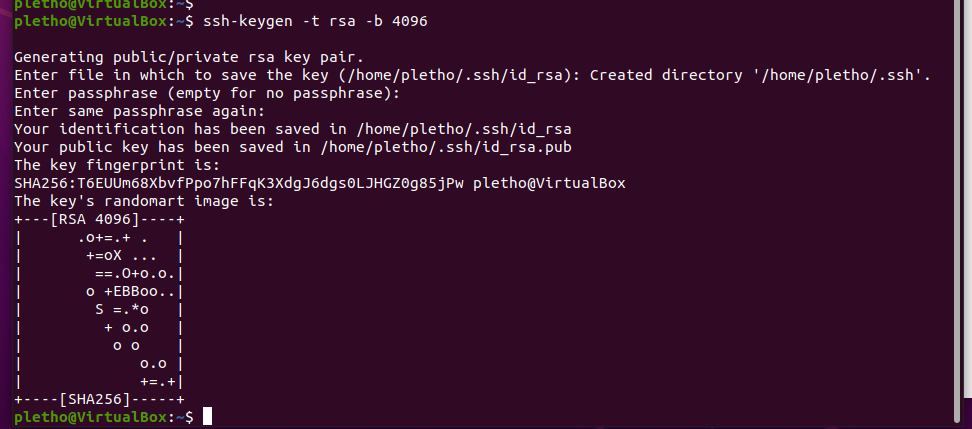 pletho@VirtualBox:~$
pletho@VirtualBox:~$ ssh-keygen -t rsa -b 4096
Generating public/private rsa key pair.
Enter file in which to save the key (/home/pletho/.ssh/id_rsa): Created directory '/home/pletho/.ssh'.
Enter passphrase (empty for no passphrase):
Enter same passphrase again:
Your identification has been saved in /home/pletho/.ssh/id_rsa
Your public key has been saved in /home/pletho/.ssh/id_rsa.pub
The key fingerprint is:
SHA256:T6EUUm68XbvfPpo7hFFqK3XdgJ6dgs0LJHGZ0g85jPw pletho@VirtualBox
The key's randomart image is:
+---[RSA 4096]----+
|      .o+=.+ .   |
|       +=oX ...  |
|        ==.O+o.o.|
|       o +EBBoo..|
|        S =.*o   |
|         + o.o   |
|          o o    |
|             o.o |
|             +=.+|
+----[SHA256]-----+
pletho@VirtualBox:~$